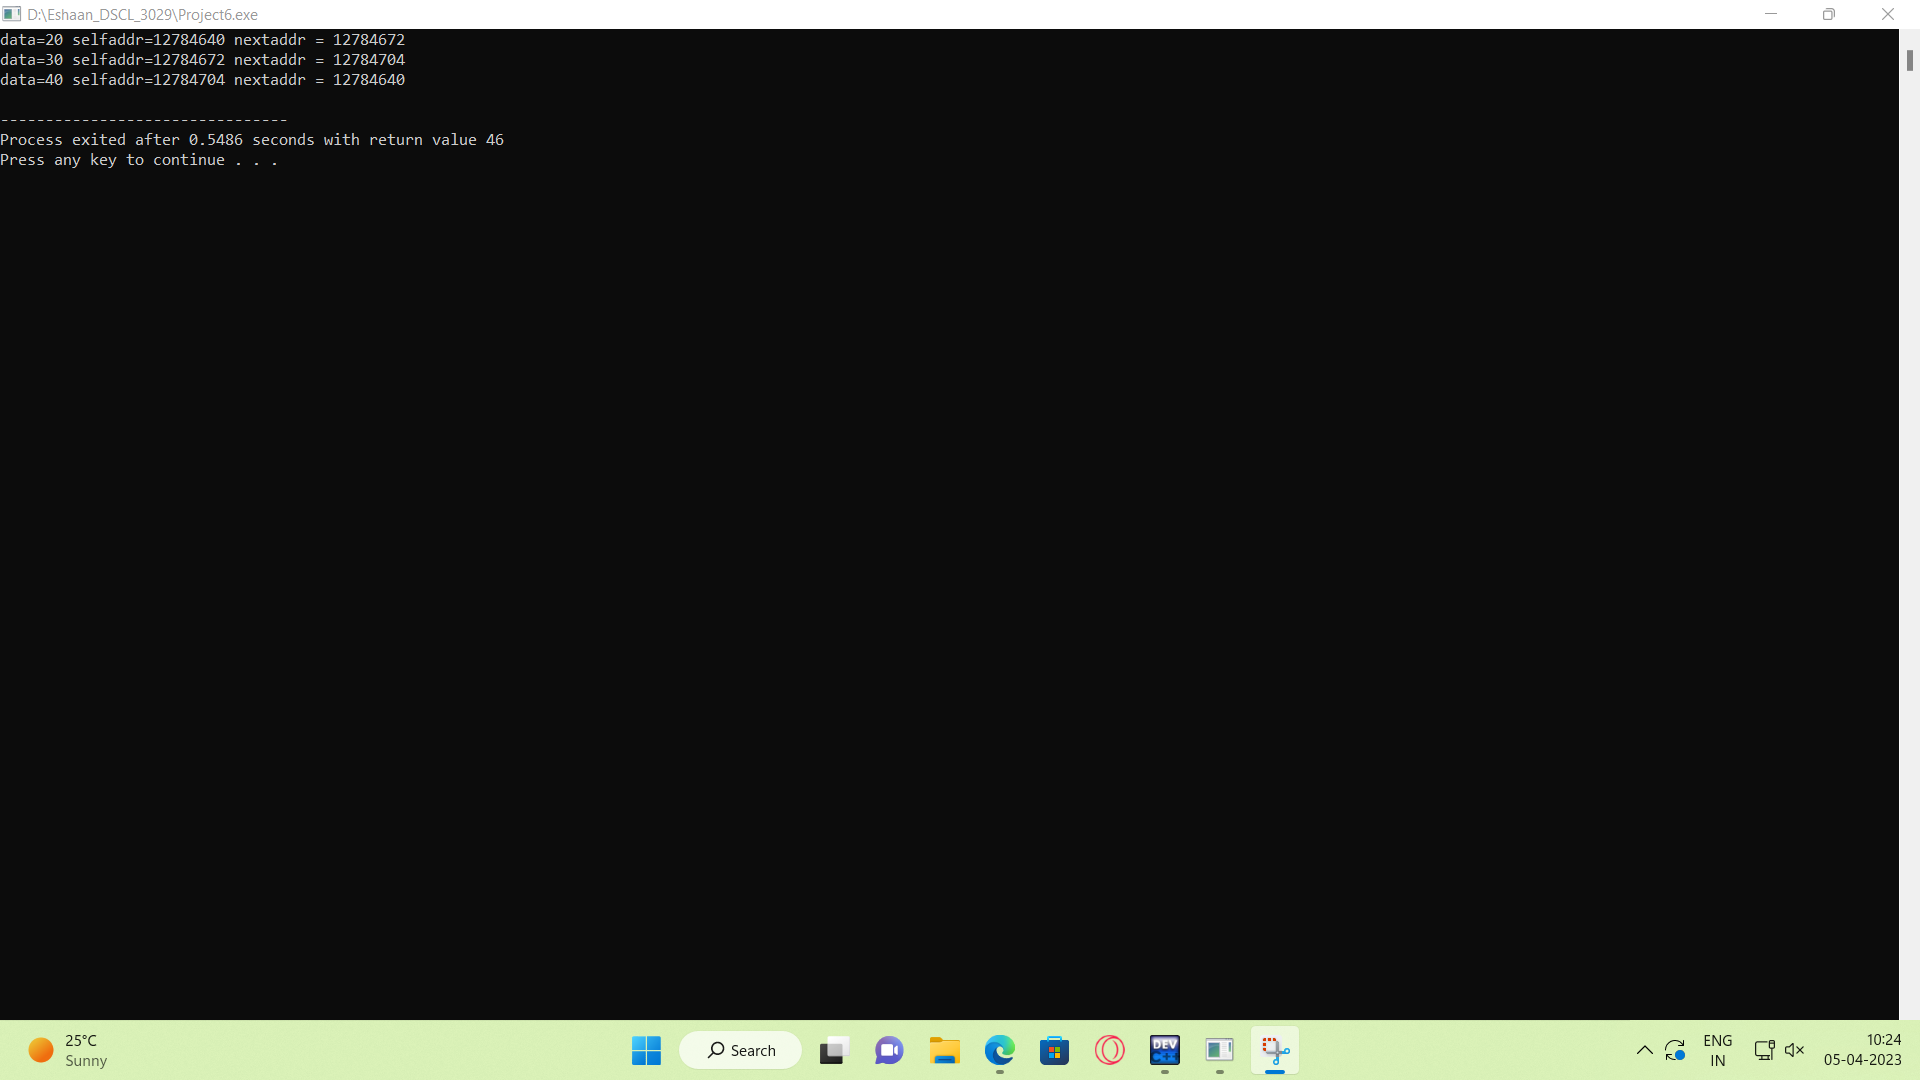 D:\Eshaan_DSCL_3029\Project6.exe
data=20 selfaddr=12784640 nextaddr = 12784672
data=30 selfaddr=12784672 nextaddr = 12784704
data=40 selfaddr=12784704 nextaddr = 12784640
--------------------------------
Process exited after 0.5486 seconds with return value 46
Press any key to continue . . .
25°C
Sunny
Search
DEV
C++
ENG
IN
10:24
05-04-2023